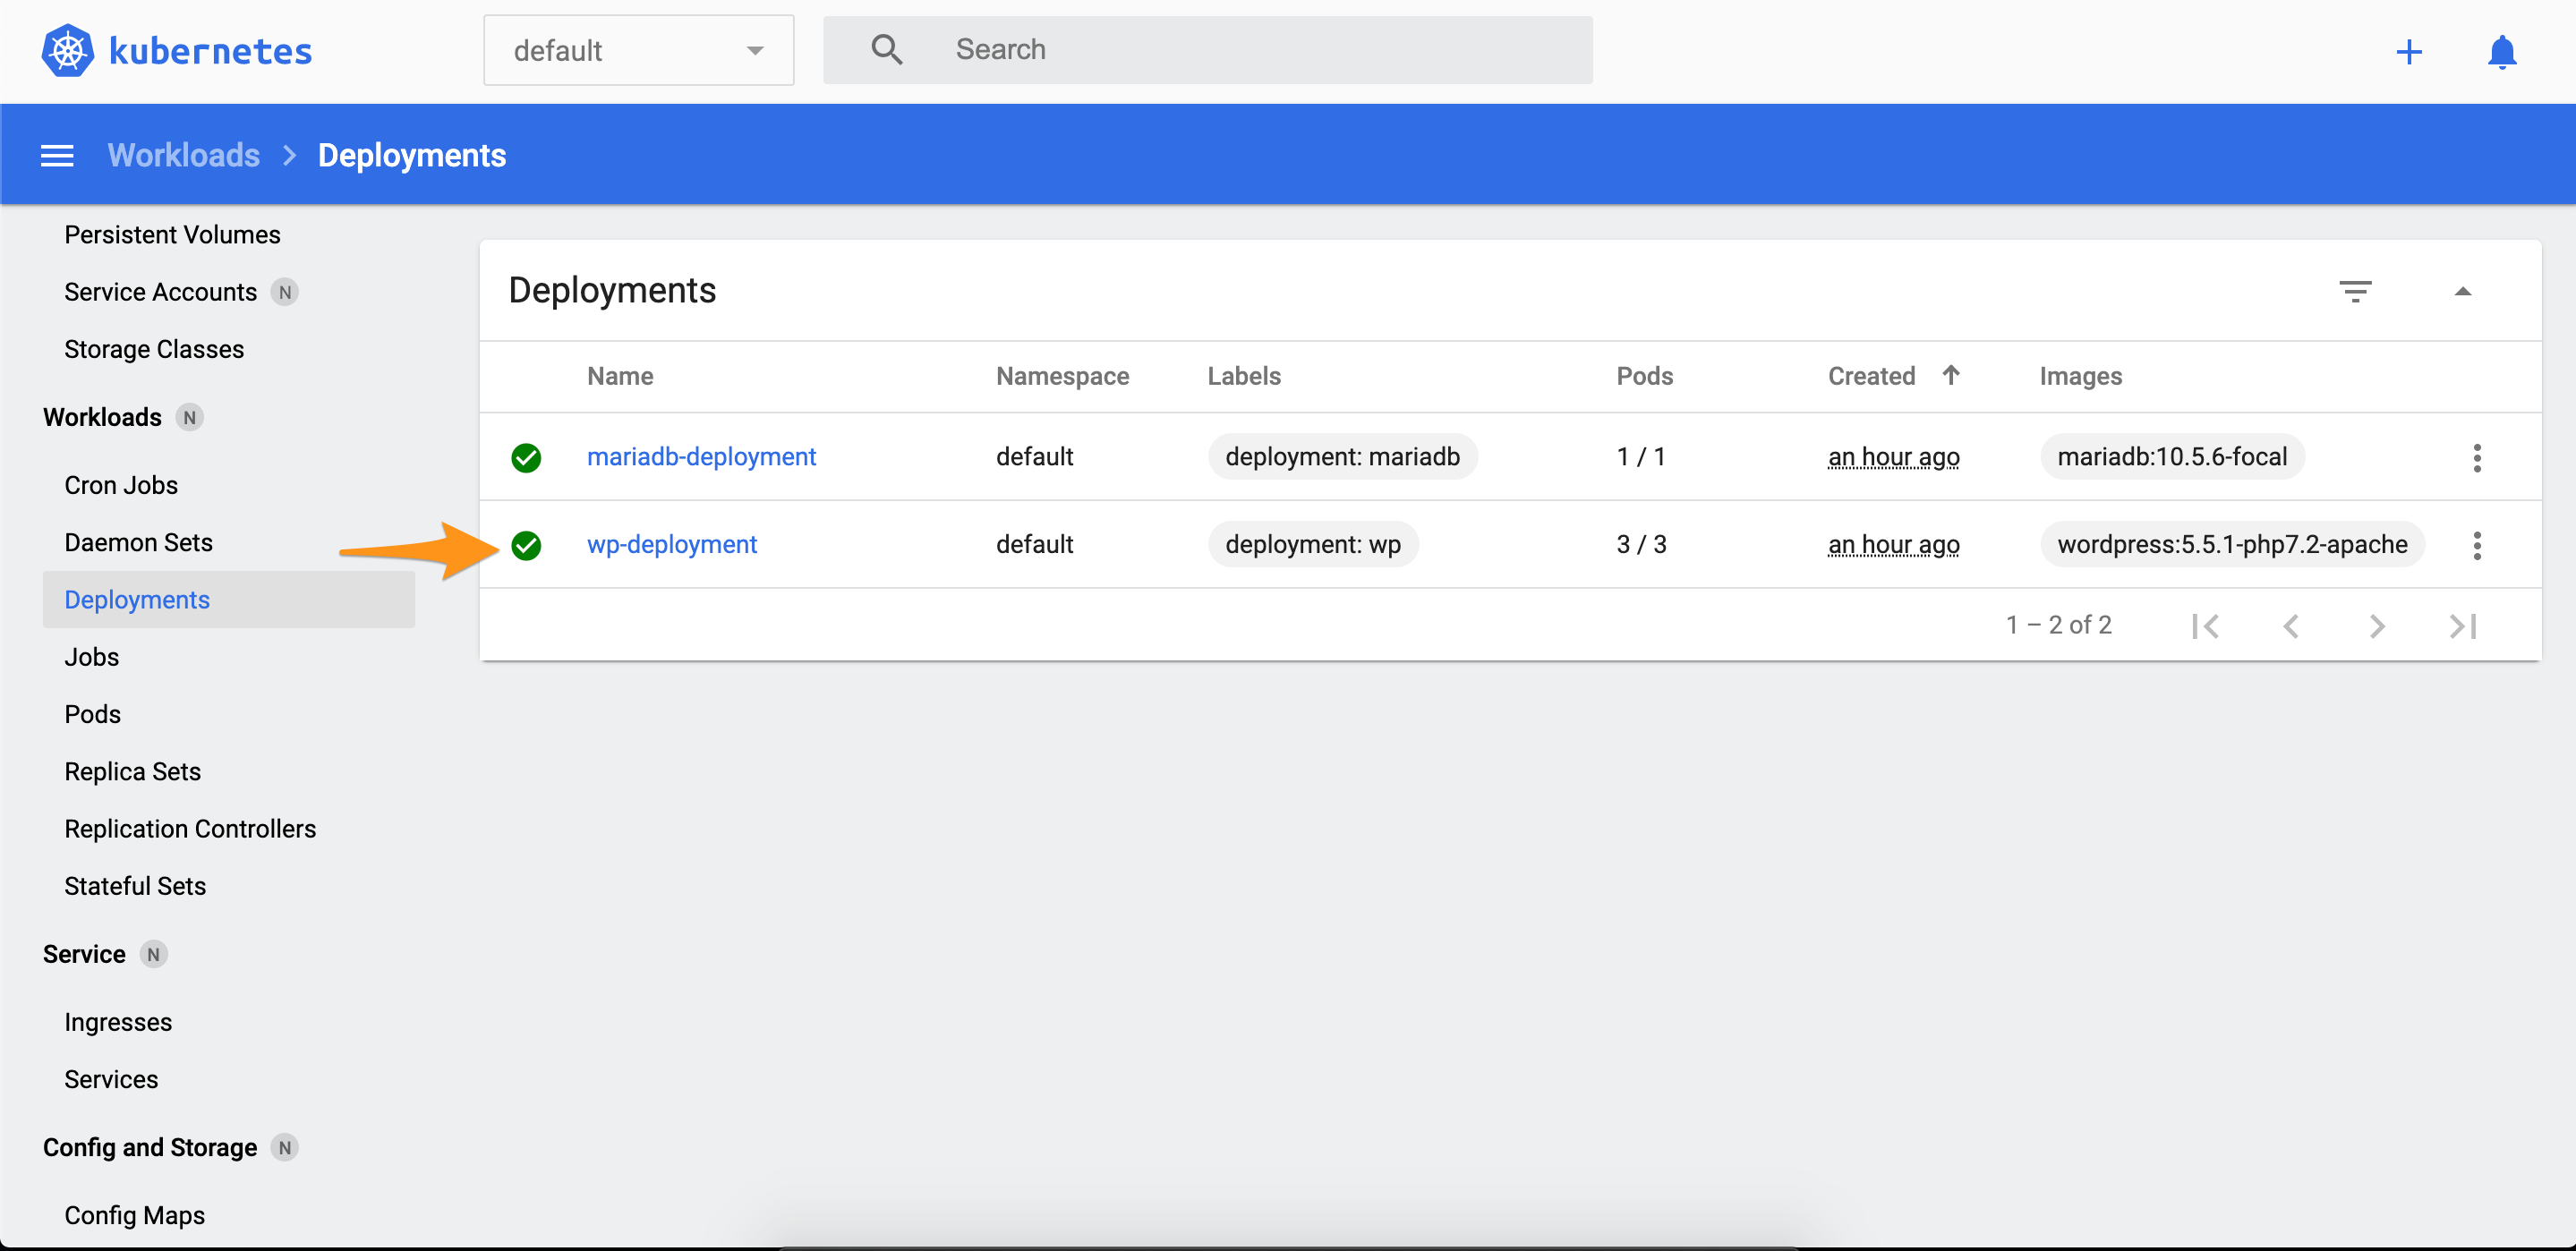 kubernetes
default
Search
Workloads > Deployments
Persistent Volumes
Service Accounts N
Storage Classes
Workloads N
Cron Jobs
Daemon Sets
Deployments
Jobs
Pods
Replica Sets
Replication Controllers
Stateful Sets
Service N
Ingresses
Services
Config and Storage N
Config Maps
Deployments
Name Namespace Labels Pods Created Images
mariadb-deployment default deployment: mariadb 1 / 1 an hour ago mariadb:10.5.6-focal
wp-deployment default deployment: wp 3 / 3 an hour ago wordpress:5.5.1-php7.2-apache
1 – 2 of 2